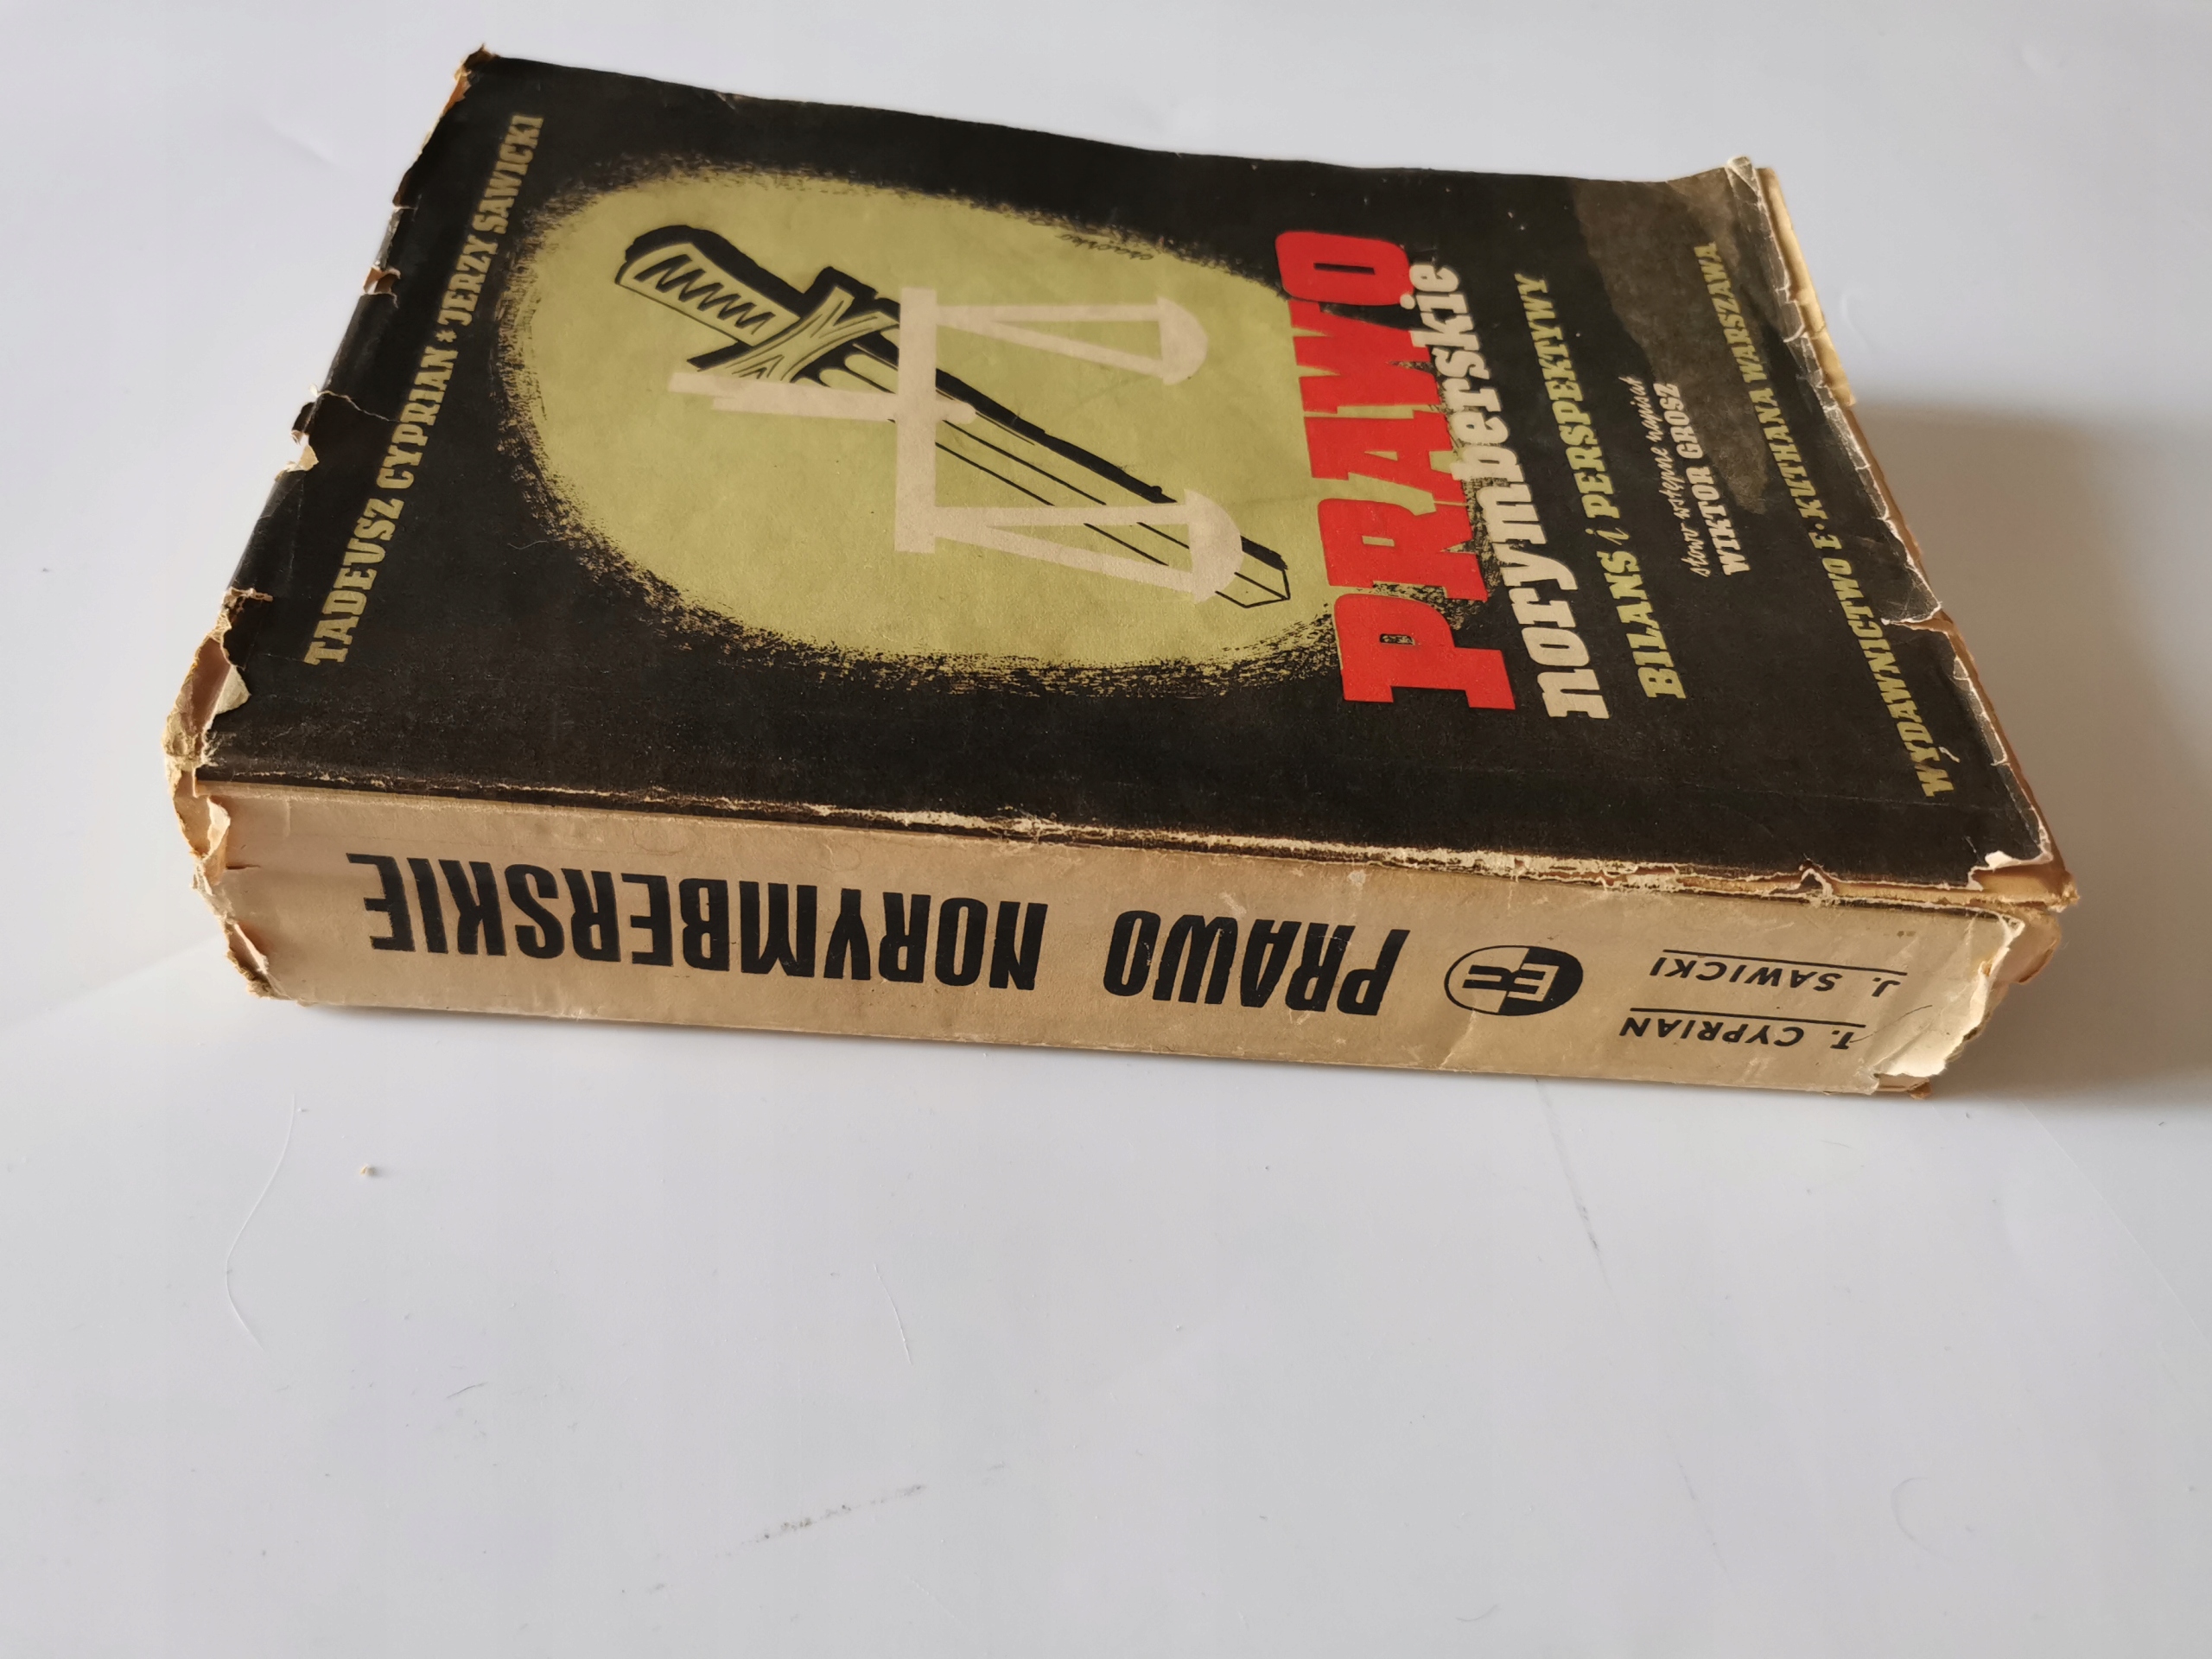 TADEUSZ CYPRIAN * JERZY SAWICKI
PRAWO
norymberskie
BILANS i PERSPEKTYWY
słowo wstępne napisał
WIKTOR GROSZ
WYDAWNICTWO E. KUTHANA WARSZAWA
T. CYPRIAN
J. SAWICKI
PRAWO NORYMBERSKIE